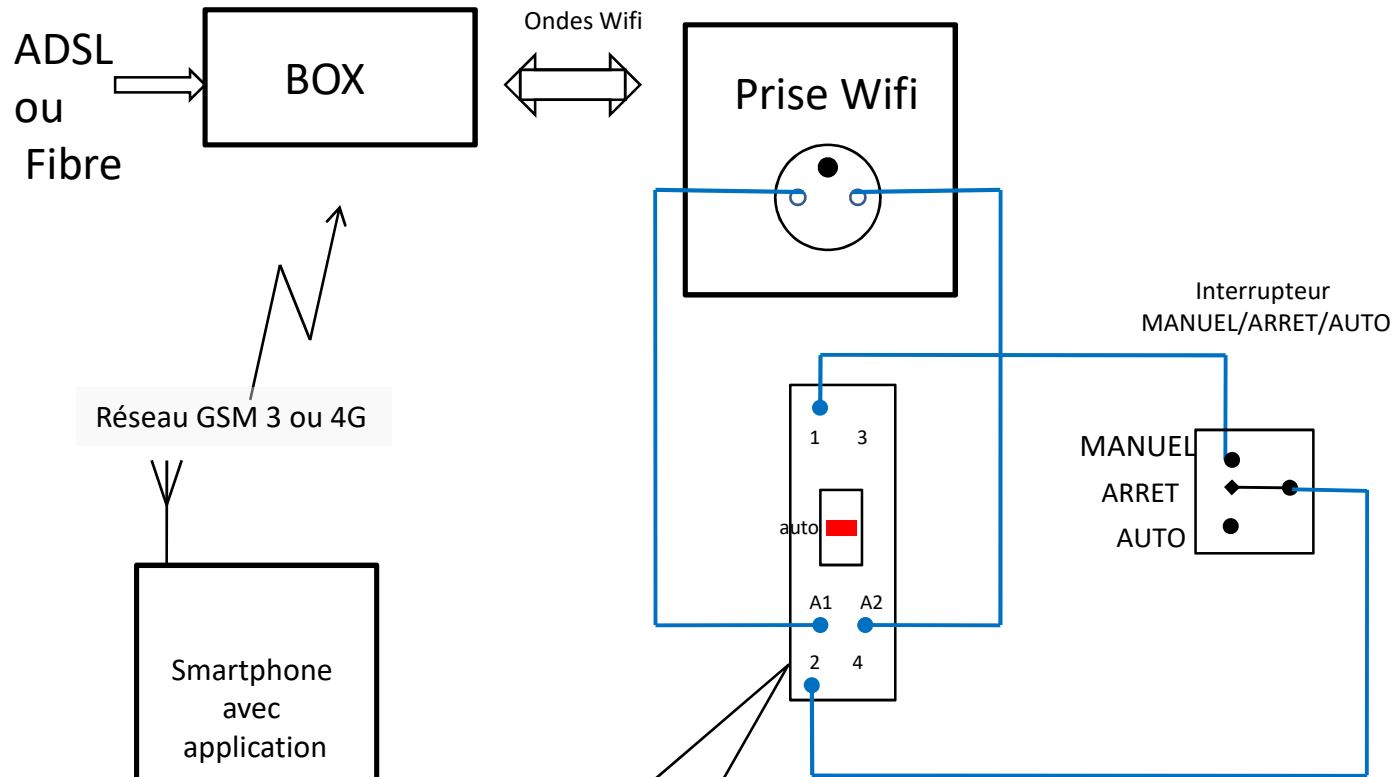 ADSL
ou
Fibre
BOX
Ondes Wifi
Prise Wifi
Interrupteur
MANUEL/ARRET/AUTO
Réseau GSM 3 ou 4G
1 3
auto
A1 A2
2 4
MANUEL
ARRET
AUTO
Smartphone
avec
application